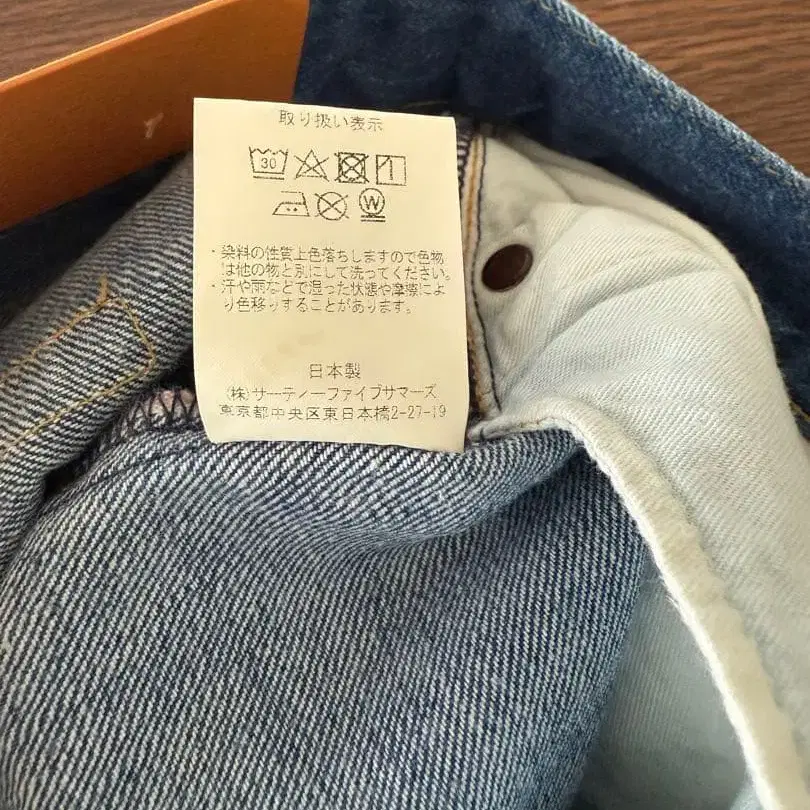 取り扱い表示
30
W
・染料の性質上色落ちしますので色物
は他の物と別にして洗ってください。
・汗や雨などで湿った状態や摩擦によ
り色移りすることがあります。
日本製
(株)サーティーファイブサマーズ
東京都中央区東日本橋2-27-19